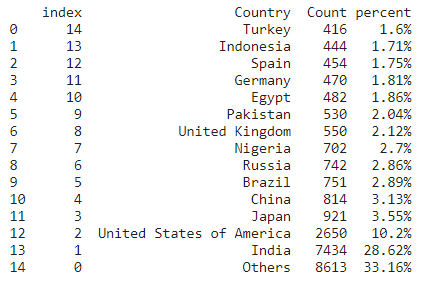 index Country Count percent
0 14 Turkey 416 1.6%
1 13 Indonesia 444 1.71%
2 12 Spain 454 1.75%
3 11 Germany 470 1.81%
4 10 Egypt 482 1.86%
5 9 Pakistan 530 2.04%
6 8 United Kingdom 550 2.12%
7 7 Nigeria 702 2.7%
8 6 Russia 742 2.86%
9 5 Brazil 751 2.89%
10 4 China 814 3.13%
11 3 Japan 921 3.55%
12 2 United States of America 2650 10.2%
13 1 India 7434 28.62%
14 0 Others 8613 33.16%